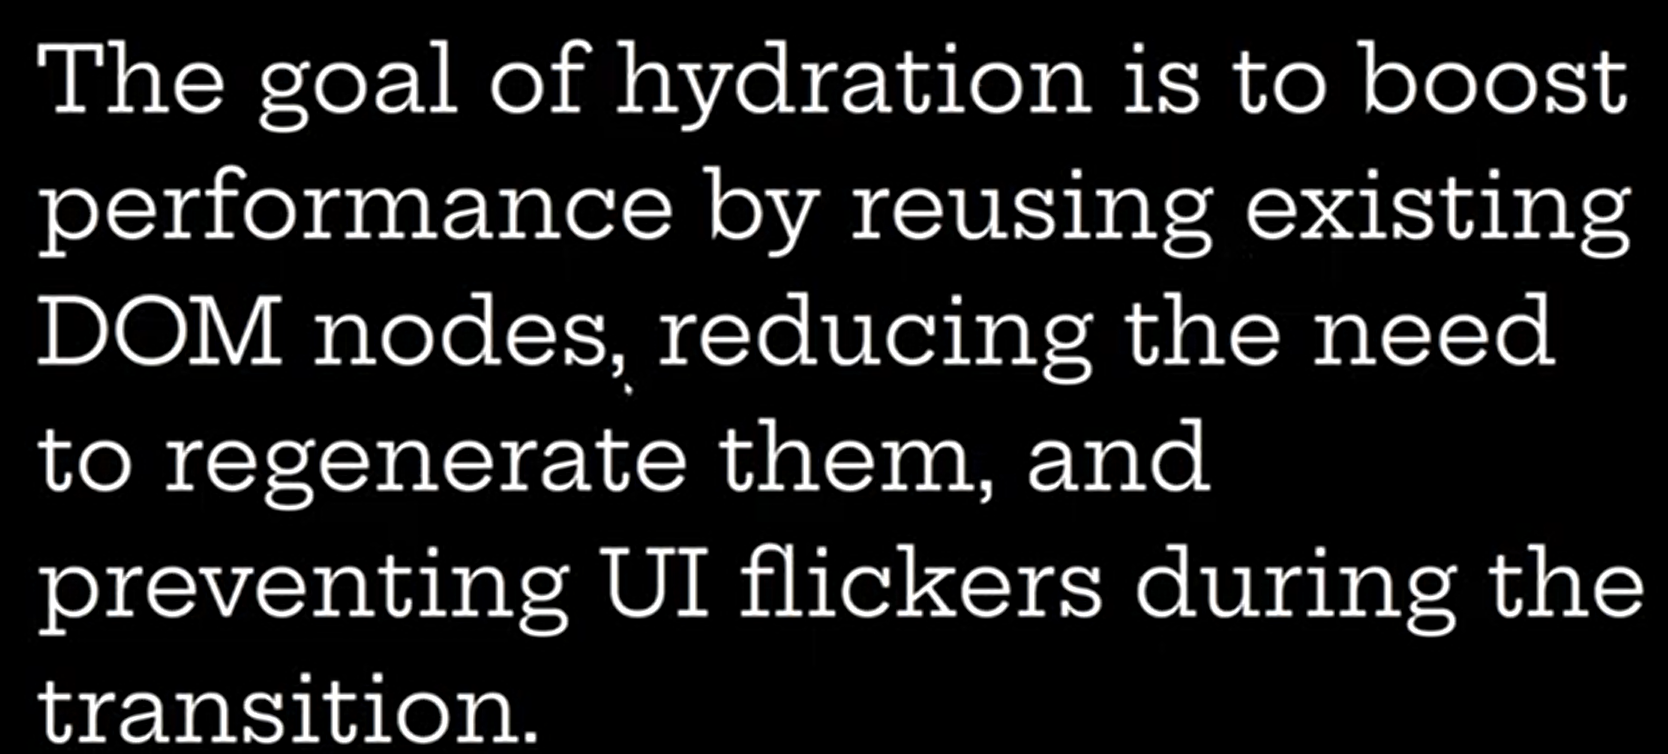 The goal of hydration is to boost
performance by reusing existing
DOM nodes, reducing the need
to regenerate them, and
preventing UI flickers during the
transition.